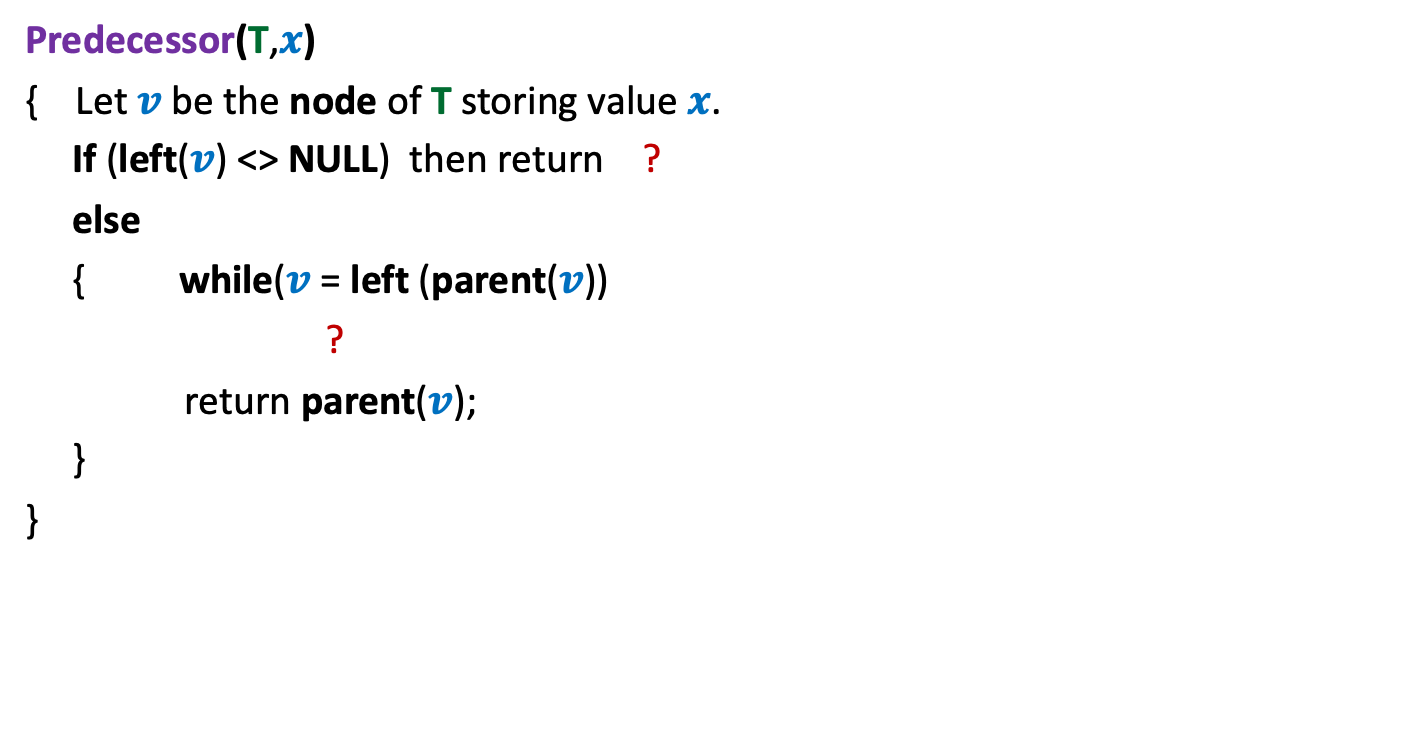 Predecessor(T,x)
{ Let v be the node of T storing value x.
If (left(v) <> NULL) then return ?
else
{ while(v = left (parent(v))
?
return parent(v);
}
}